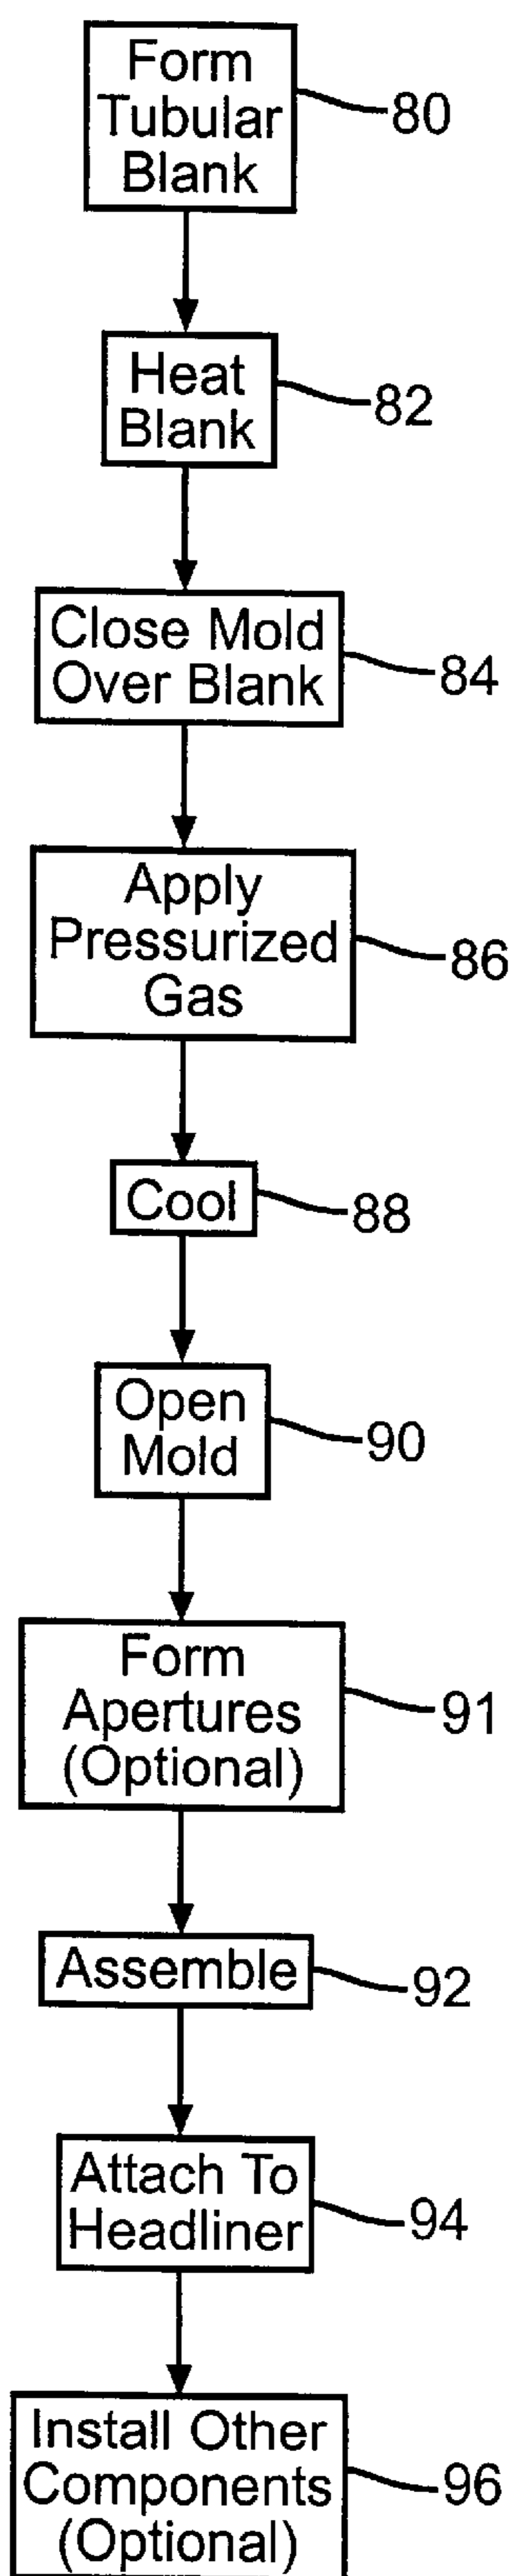 Form
Tubular
Blank
80
Heat
Blank
82
Close Mold
Over Blank
84
Apply
Pressurized
Gas
86
Cool
88
Open
Mold
90
Form
Apertures
(Optional)
91
Assemble
92
Attach To
Headliner
94
Install Other
Components
(Optional)
96